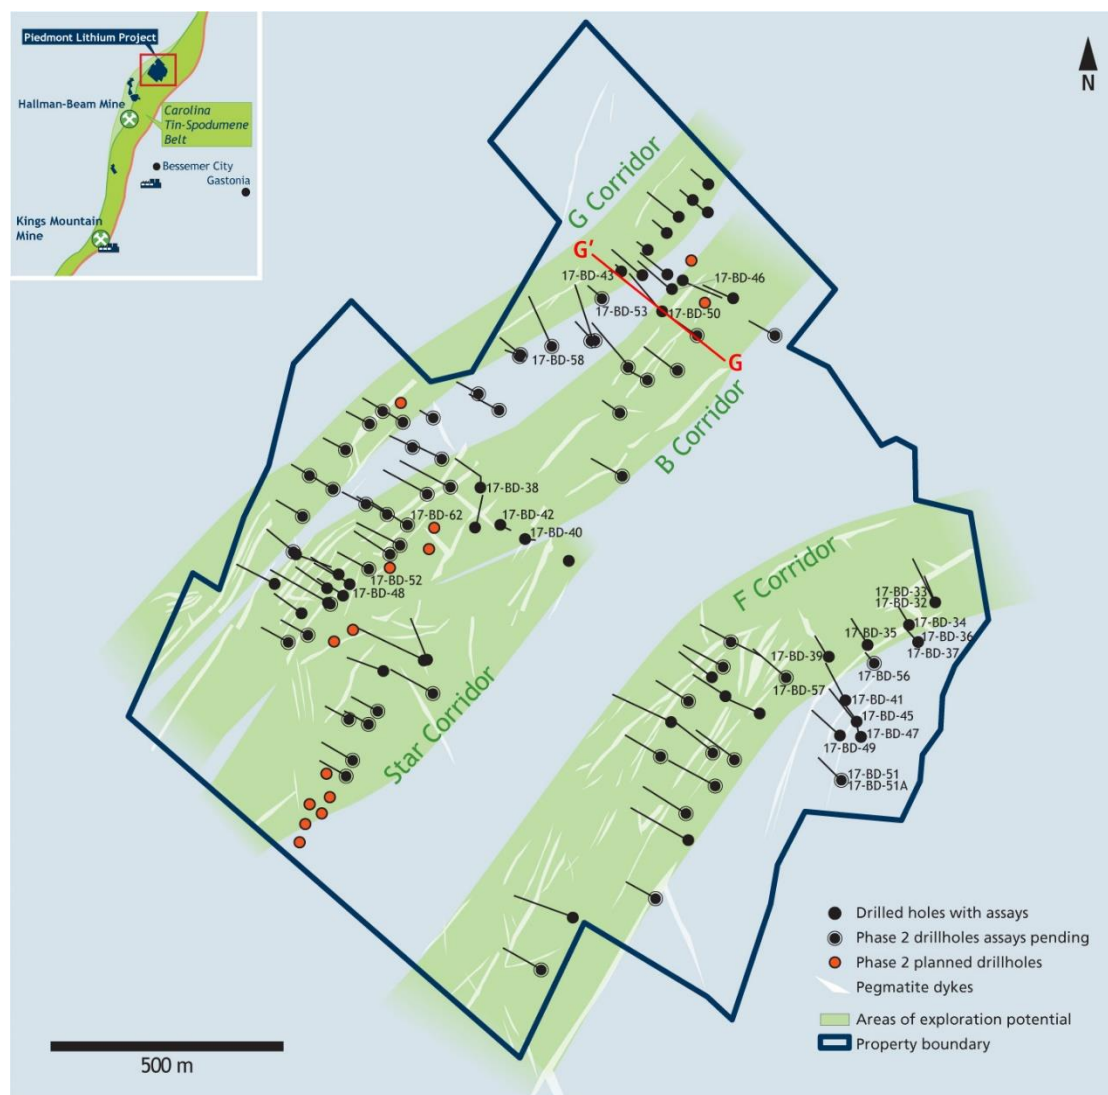 Piedmont Lithium Project
Hallman-Beam Mine
Carolina
Tin-Spodumene
Belt
Bessemer City
Gastonia
Kings Mountain
Mine
N
G Corridor
G’
17-BD-43
17-BD-46
17-BD-53
17-BD-50
17-BD-58
G
B Corridor
17-BD-38
17-BD-62
17-BD-42
17-BD-40
17-BD-52
17-BD-48
Star Corridor
F Corridor
17-BD-33
17-BD-32
17-BD-34
17-BD-35
17-BD-36
17-BD-37
17-BD-39
17-BD-56
17-BD-57
17-BD-41
17-BD-45
17-BD-47
17-BD-49
17-BD-51
17-BD-51A
Drilled holes with assays
Phase 2 drillholes assays pending
Phase 2 planned drillholes
Pegmatite dykes
Areas of exploration potential
Property boundary
500 m